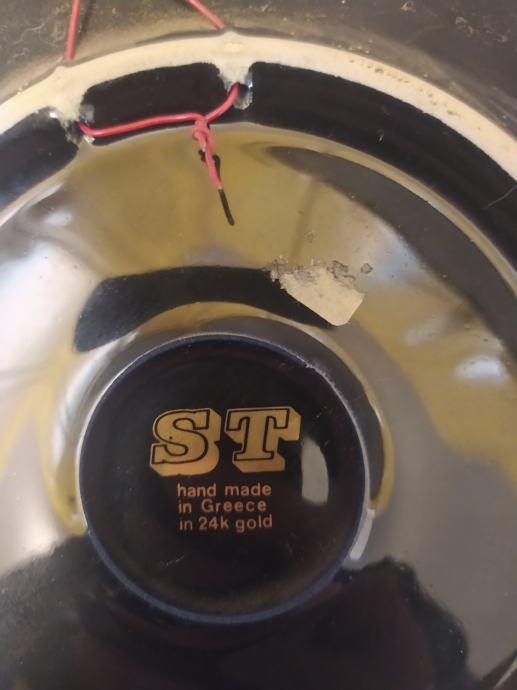 ST
hand made
in Greece
in 24k gold